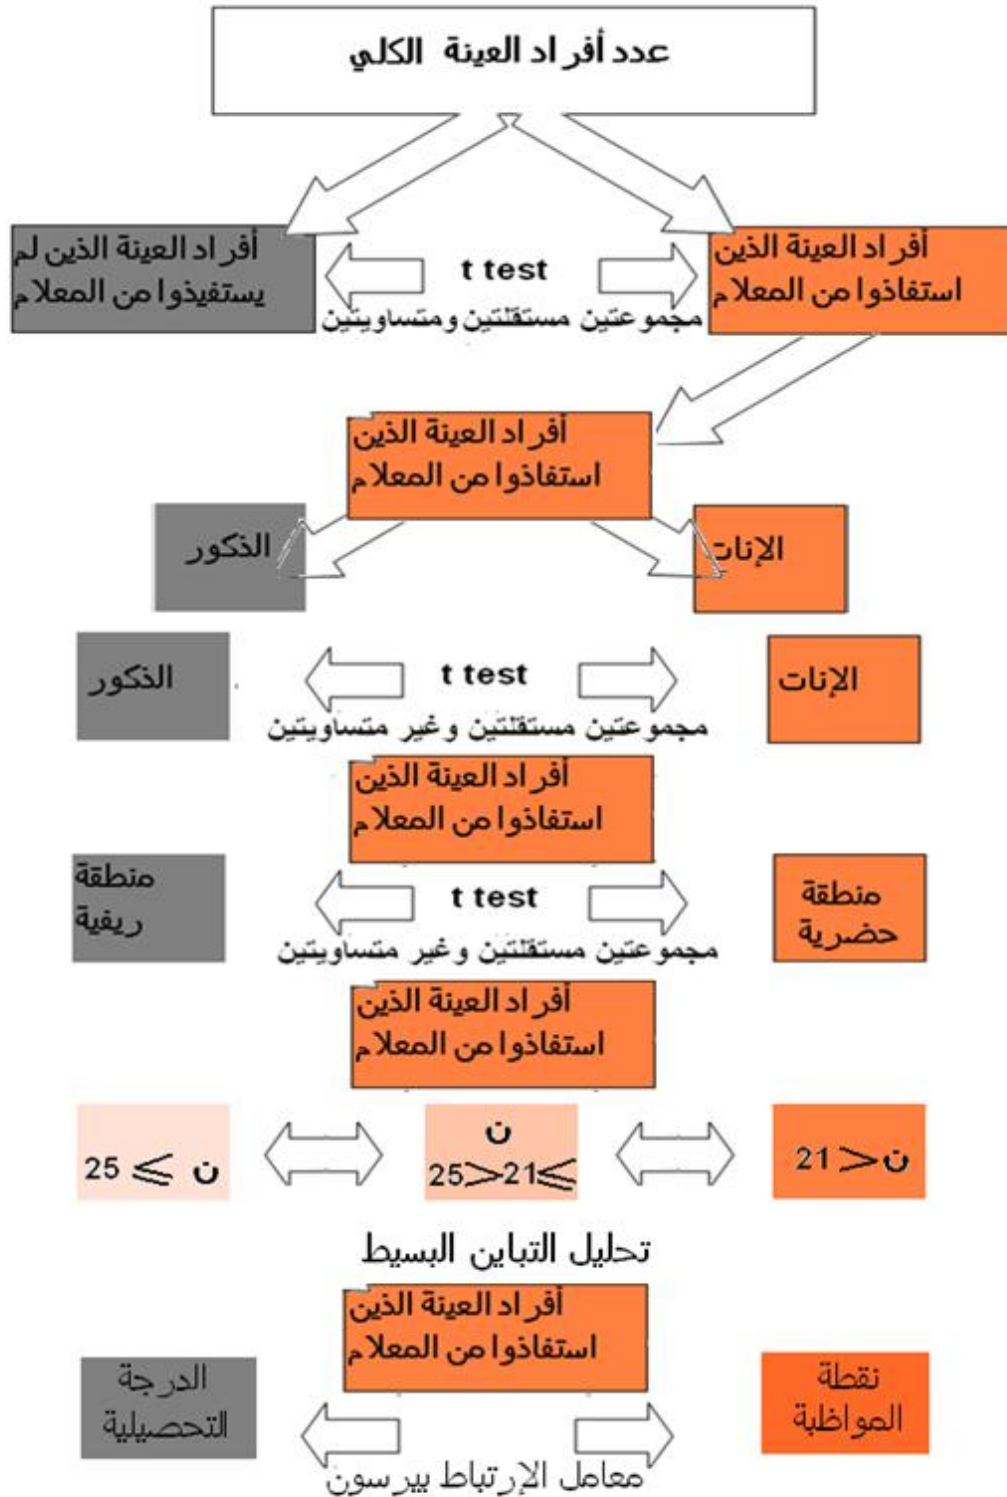 عدد أفراد العينة الكلي
أفراد العينة الذين
استفاذوا من المعلام
t test
مجموعتين مستقلتين ومتساويتين
أفراد العينة الذين لم
يستفيذوا من المعلام
أفراد العينة الذين
استفاذوا من المعلام
الإناث
الذكور
الإناث
t test
مجموعتين مستقلتين وغير متساويتين
الذكور
أفراد العينة الذين
استفاذوا من المعلام
منطقة
حضرية
t test
مجموعتين مستقلتين وغير متساويتين
منطقة
ريفية
أفراد العينة الذين
استفاذوا من المعلام
21 >ن
ن
25>21≤
25 ≤ ن
تحليل التباين البسيط
أفراد العينة الذين
استفاذوا من المعلام
نقطة
المواظبة
معامل الإرتباط بيرسون
الدرجة
التحصيلية